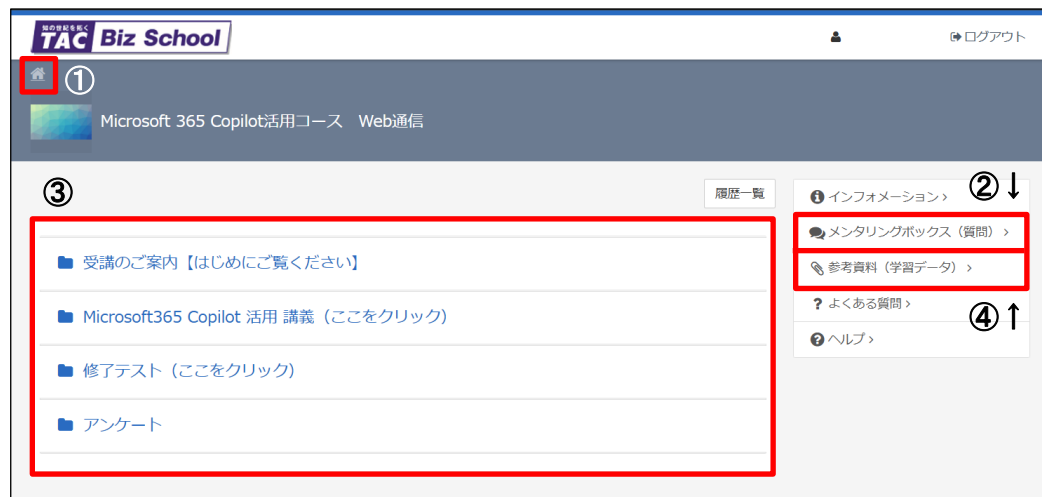 知の世紀を拓く
TAC Biz School
ログアウト
①
Microsoft 365 Copilot活用コース　Web通信
③
履歴一覧
②↓
インフォメーション ›
メンタリングボックス（質問） ›
参考資料（学習データ） ›
? よくある質問 ›
④↑
ヘルプ ›
受講のご案内【はじめにご覧ください】
Microsoft365 Copilot 活用 講義（ここをクリック）
修了テスト（ここをクリック）
アンケート